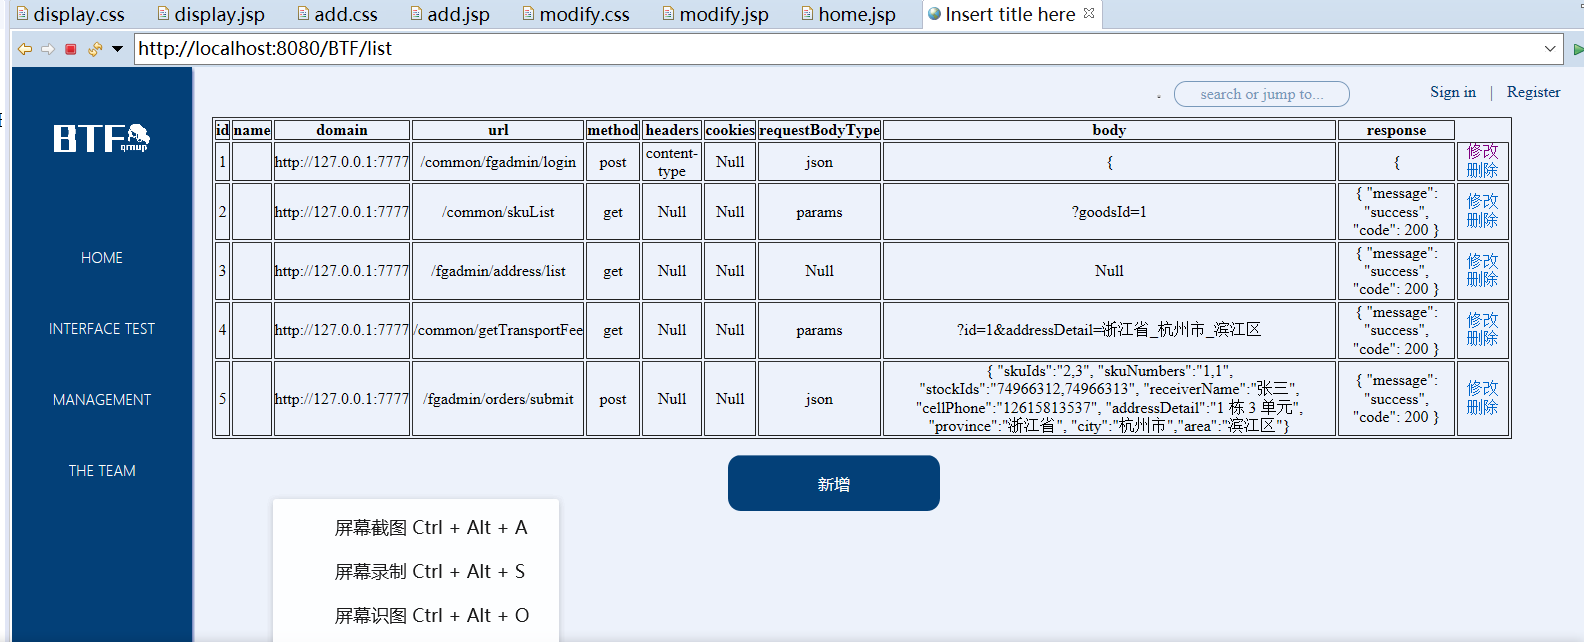 display.css display.jsp add.css add.jsp modify.css modify.jsp home.jsp Insert title here
http://localhost:8080/BTF/list
search or jump to...
Sign in | Register
BTF
group
HOME
INTERFACE TEST
MANAGEMENT
THE TEAM
id name domain url method headers cookies requestBodyType body response
1 http://127.0.0.1:7777 /common/fgadmin/login post content-
type Null json { { 修改
删除
2 http://127.0.0.1:7777 /common/skuList get Null Null params ?goodsId=1 { "message":
"success",
"code": 200 } 修改
删除
3 http://127.0.0.1:7777 /fgadmin/address/list get Null Null Null Null { "message":
"success",
"code": 200 } 修改
删除
4 http://127.0.0.1:7777 /common/getTransportFee get Null Null params ?id=1&addressDetail=浙江省_杭州市_滨江区 { "message":
"success",
"code": 200 } 修改
删除
5 http://127.0.0.1:7777 /fgadmin/orders/submit post Null Null json { "skuIds":"2,3", "skuNumbers":"1,1",
"stockIds":"74966312,74966313", "receiverName":"张三",
"cellPhone":"12615813537", "addressDetail":"1 栋 3 单元",
"province":"浙江省", "city":"杭州市","area":"滨江区"} { "message":
"success",
"code": 200 } 修改
删除
新增
屏幕截图 Ctrl + Alt + A
屏幕录制 Ctrl + Alt + S
屏幕识图 Ctrl + Alt + O